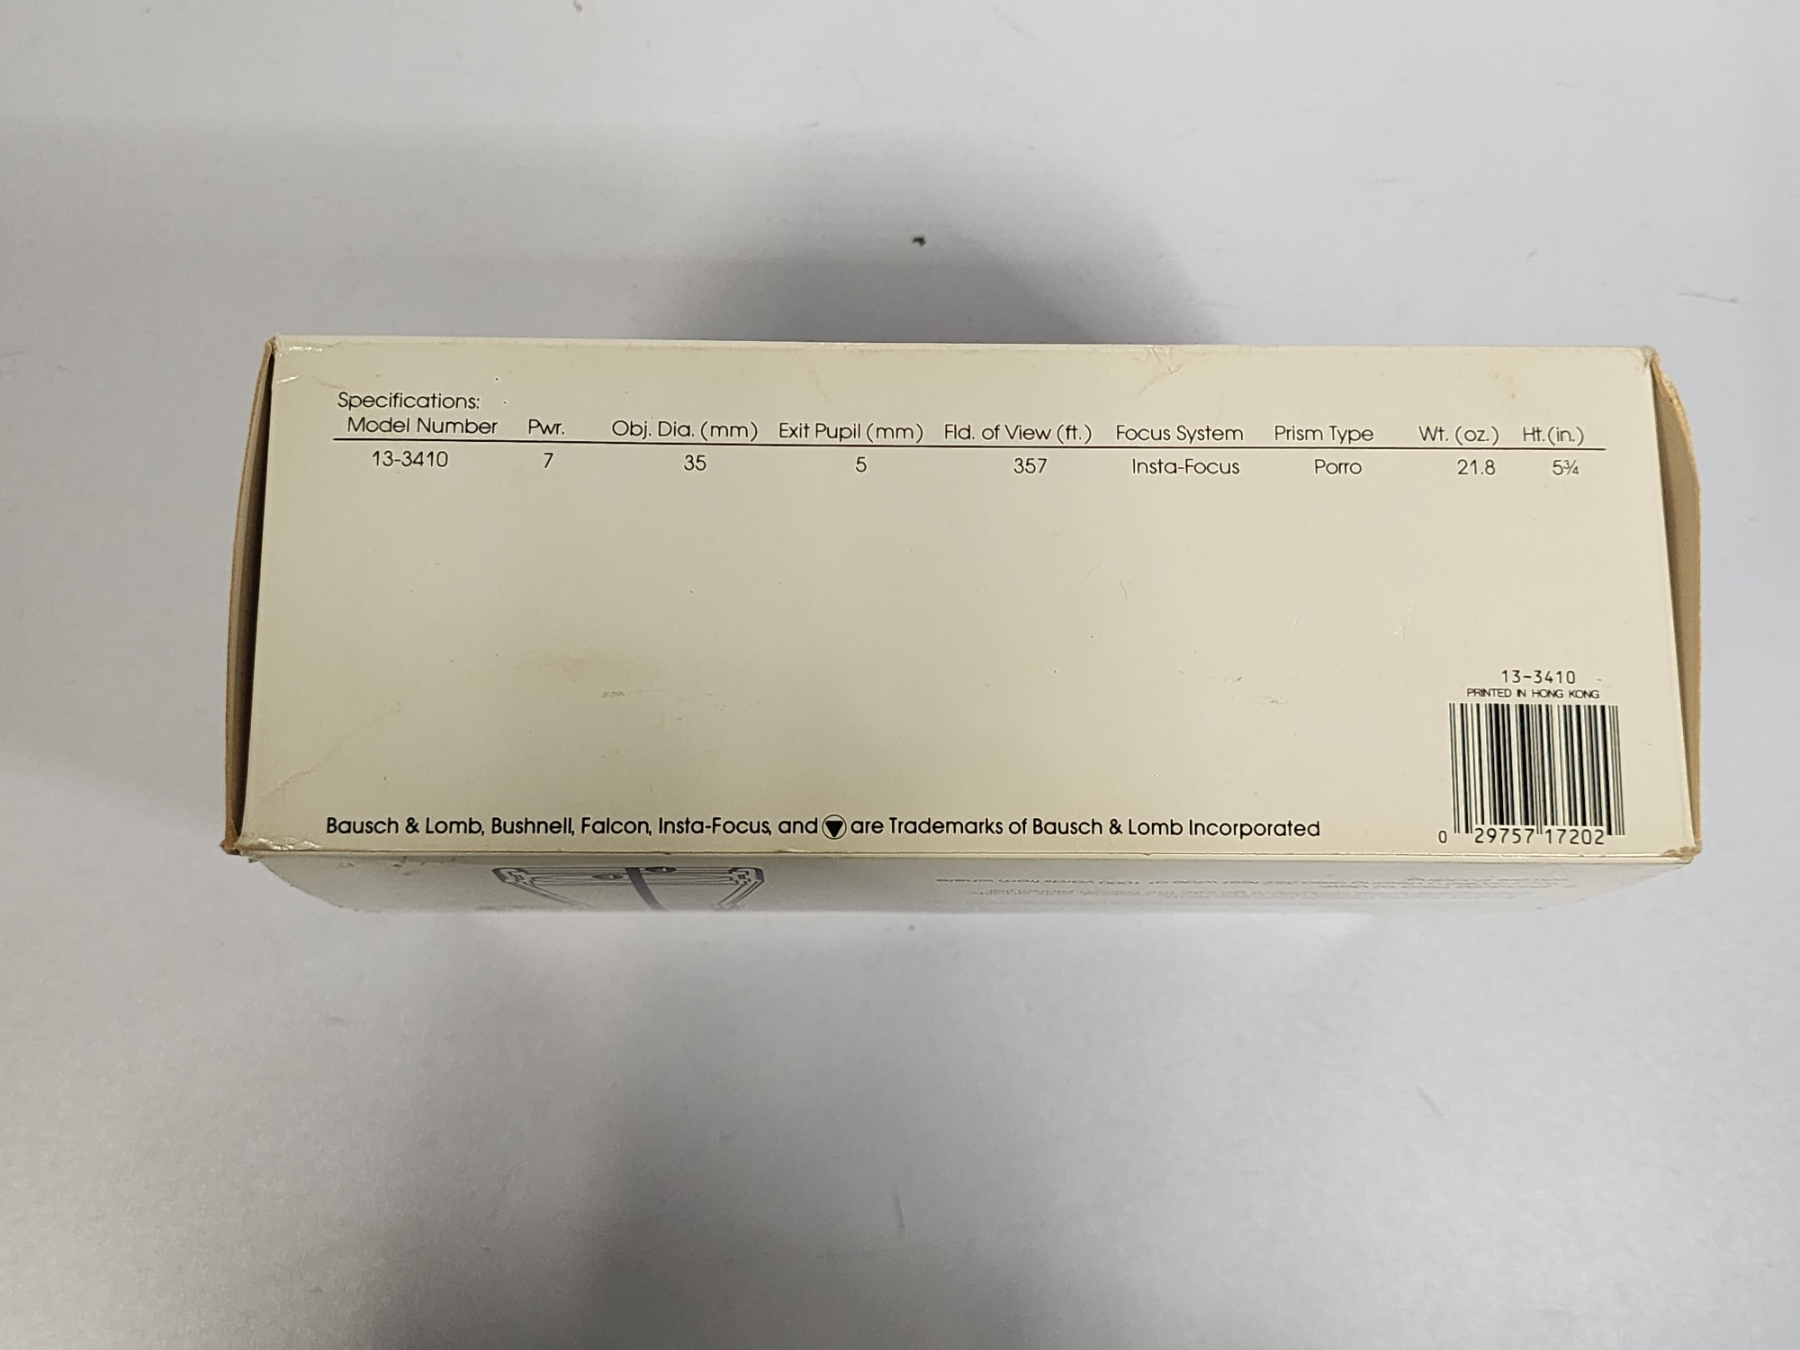 Specifications:
Model Number Pwr. Obj. Dia. (mm) Exit Pupil (mm) Fld. of View (ft.) Focus System Prism Type Wt. (oz.) Ht. (in.)
13-3410 7 35 5 357 Insta-Focus Porro 21.8 5¾
13-3410
PRINTED IN HONG KONG
0 29757 17202
Bausch & Lomb, Bushnell, Falcon, Insta-Focus, and are Trademarks of Bausch & Lomb Incorporated